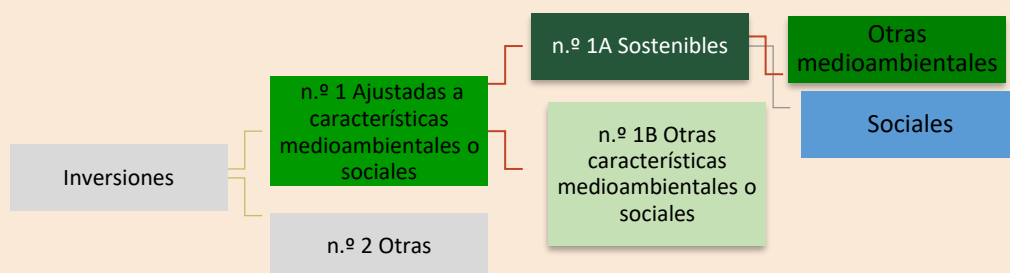 Inversiones
n.º 1 Ajustadas a
características
medioambientales o
sociales
n.º 2 Otras
n.º 1A Sostenibles
n.º 1B Otras
características
medioambientales o
sociales
Otras
medioambientales
Sociales